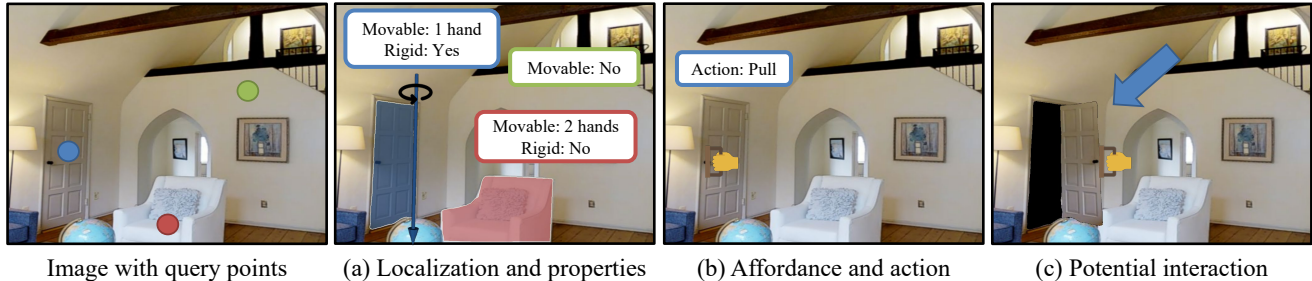 Movable: 1 hand
Rigid: Yes
Movable: No
Movable: 2 hands
Rigid: No
Action: Pull
Image with query points
(a) Localization and properties
(b) Affordance and action
(c) Potential interaction